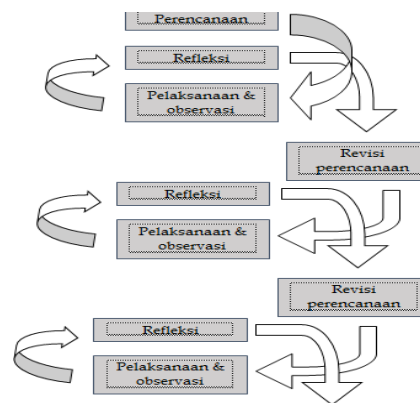 Perencanaan
Refleksi
Pelaksanaan &
observasi
Revisi
perencanaan
Refleksi
Pelaksanaan &
observasi
Revisi
perencanaan
Refleksi
Pelaksanaan &
observasi